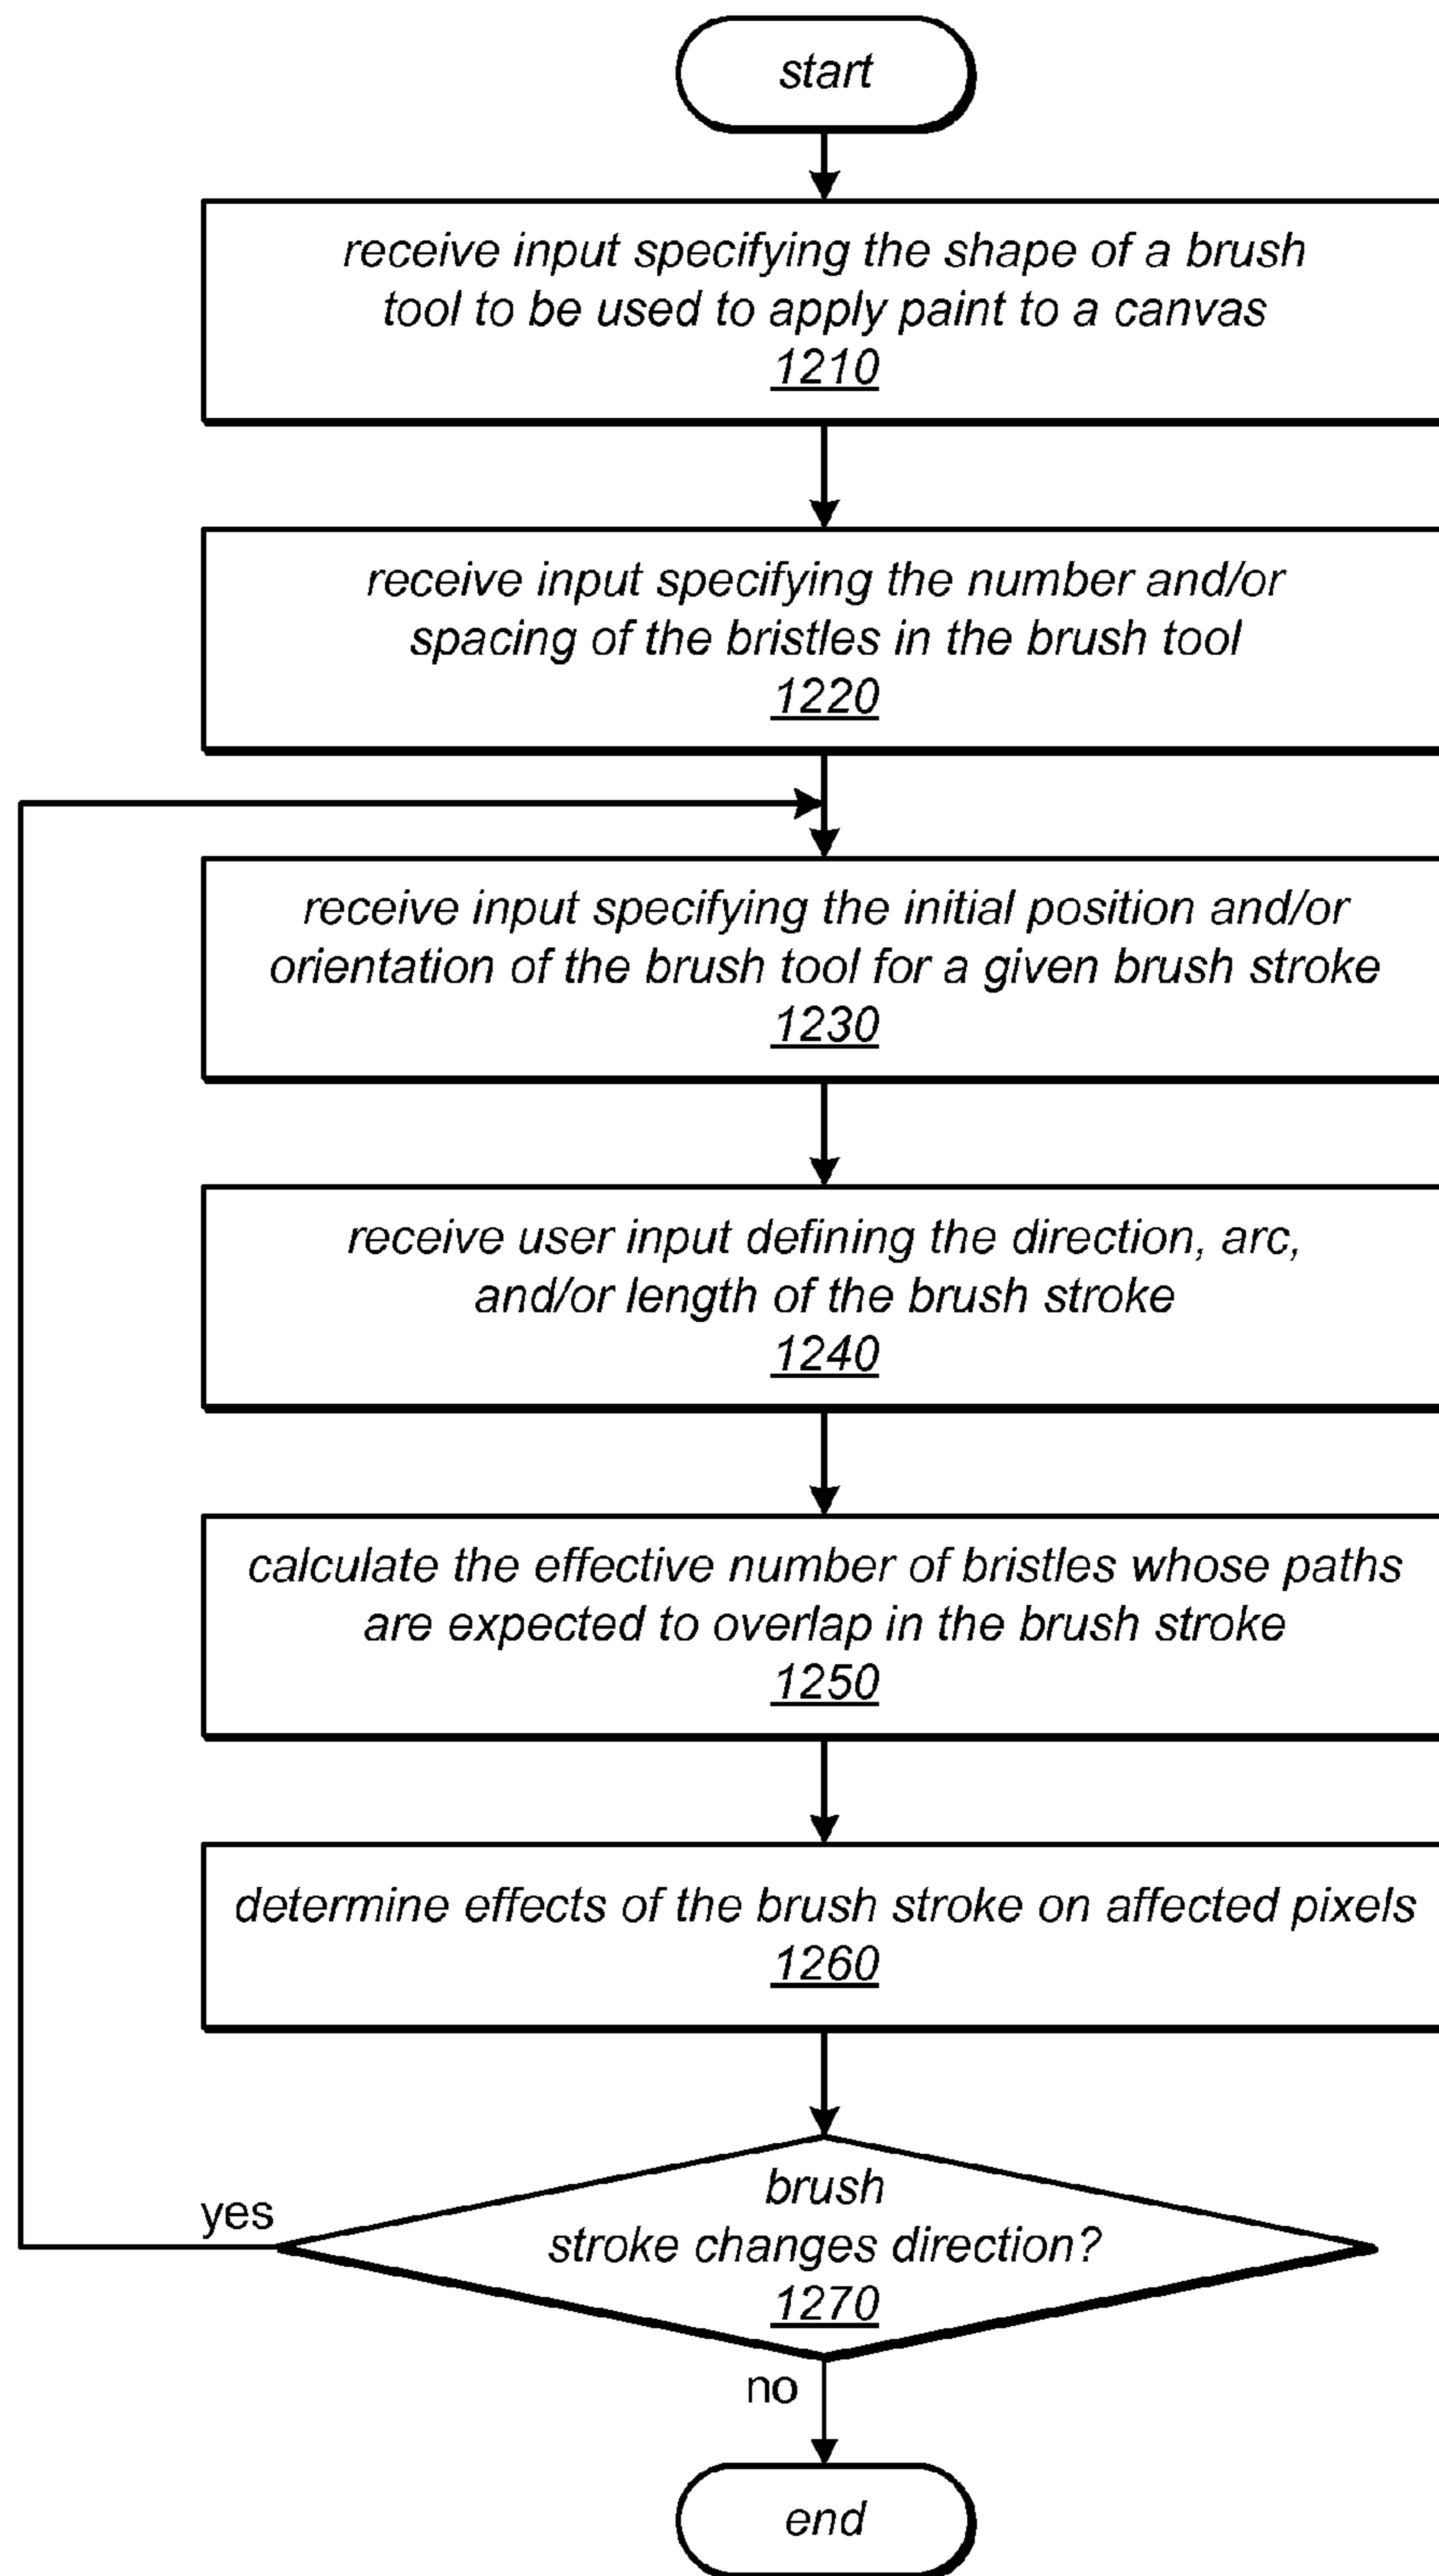 start
receive input specifying the shape of a brush
tool to be used to apply paint to a canvas
1210
receive input specifying the number and/or
spacing of the bristles in the brush tool
1220
receive input specifying the initial position and/or
orientation of the brush tool for a given brush stroke
1230
receive user input defining the direction, arc,
and/or length of the brush stroke
1240
calculate the effective number of bristles whose paths
are expected to overlap in the brush stroke
1250
determine effects of the brush stroke on affected pixels
1260
brush
yes
stroke changes direction?
1270
no
end